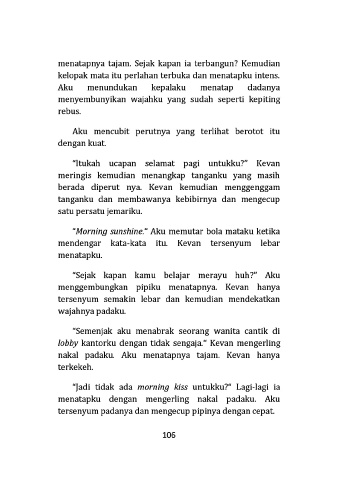 menatapnya tajam. Sejak kapan ia terbangun? Kemudian
kelopak mata itu perlahan terbuka dan menatapku intens.
Aku menundukan kepalaku menatap dadanya
menyembunyikan wajahku yang sudah seperti kepiting
rebus.
Aku mencubit perutnya yang terlihat berotot itu
dengan kuat.
"Itukah ucapan selamat pagi untukku?" Kevan
meringis kemudian menangkap tanganku yang masih
berada diperut nya. Kevan kemudian menggenggam
tanganku dan membawanya kebibirnya dan mengecup
satu persatu jemariku.
"Morning sunshine." Aku memutar bola mataku ketika
mendengar kata-kata itu. Kevan tersenyum lebar
menatapku.
"Sejak kapan kamu belajar merayu huh?" Aku
menggembungkan pipiku menatapnya. Kevan hanya
tersenyum semakin lebar dan kemudian mendekatkan
wajahnya padaku.
"Semenjak aku menabrak seorang wanita cantik di
lobby kantorku dengan tidak sengaja." Kevan mengerling
nakal padaku. Aku menatapnya tajam. Kevan hanya
terkekeh.
"Jadi tidak ada morning kiss untukku?" Lagi-lagi ia
menatapku dengan mengerling nakal padaku. Aku
tersenyum padanya dan mengecup pipinya dengan cepat.
106